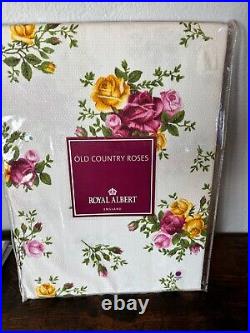 OLD COUNTRY ROSES
ROYAL ALBERT
ENGLAND